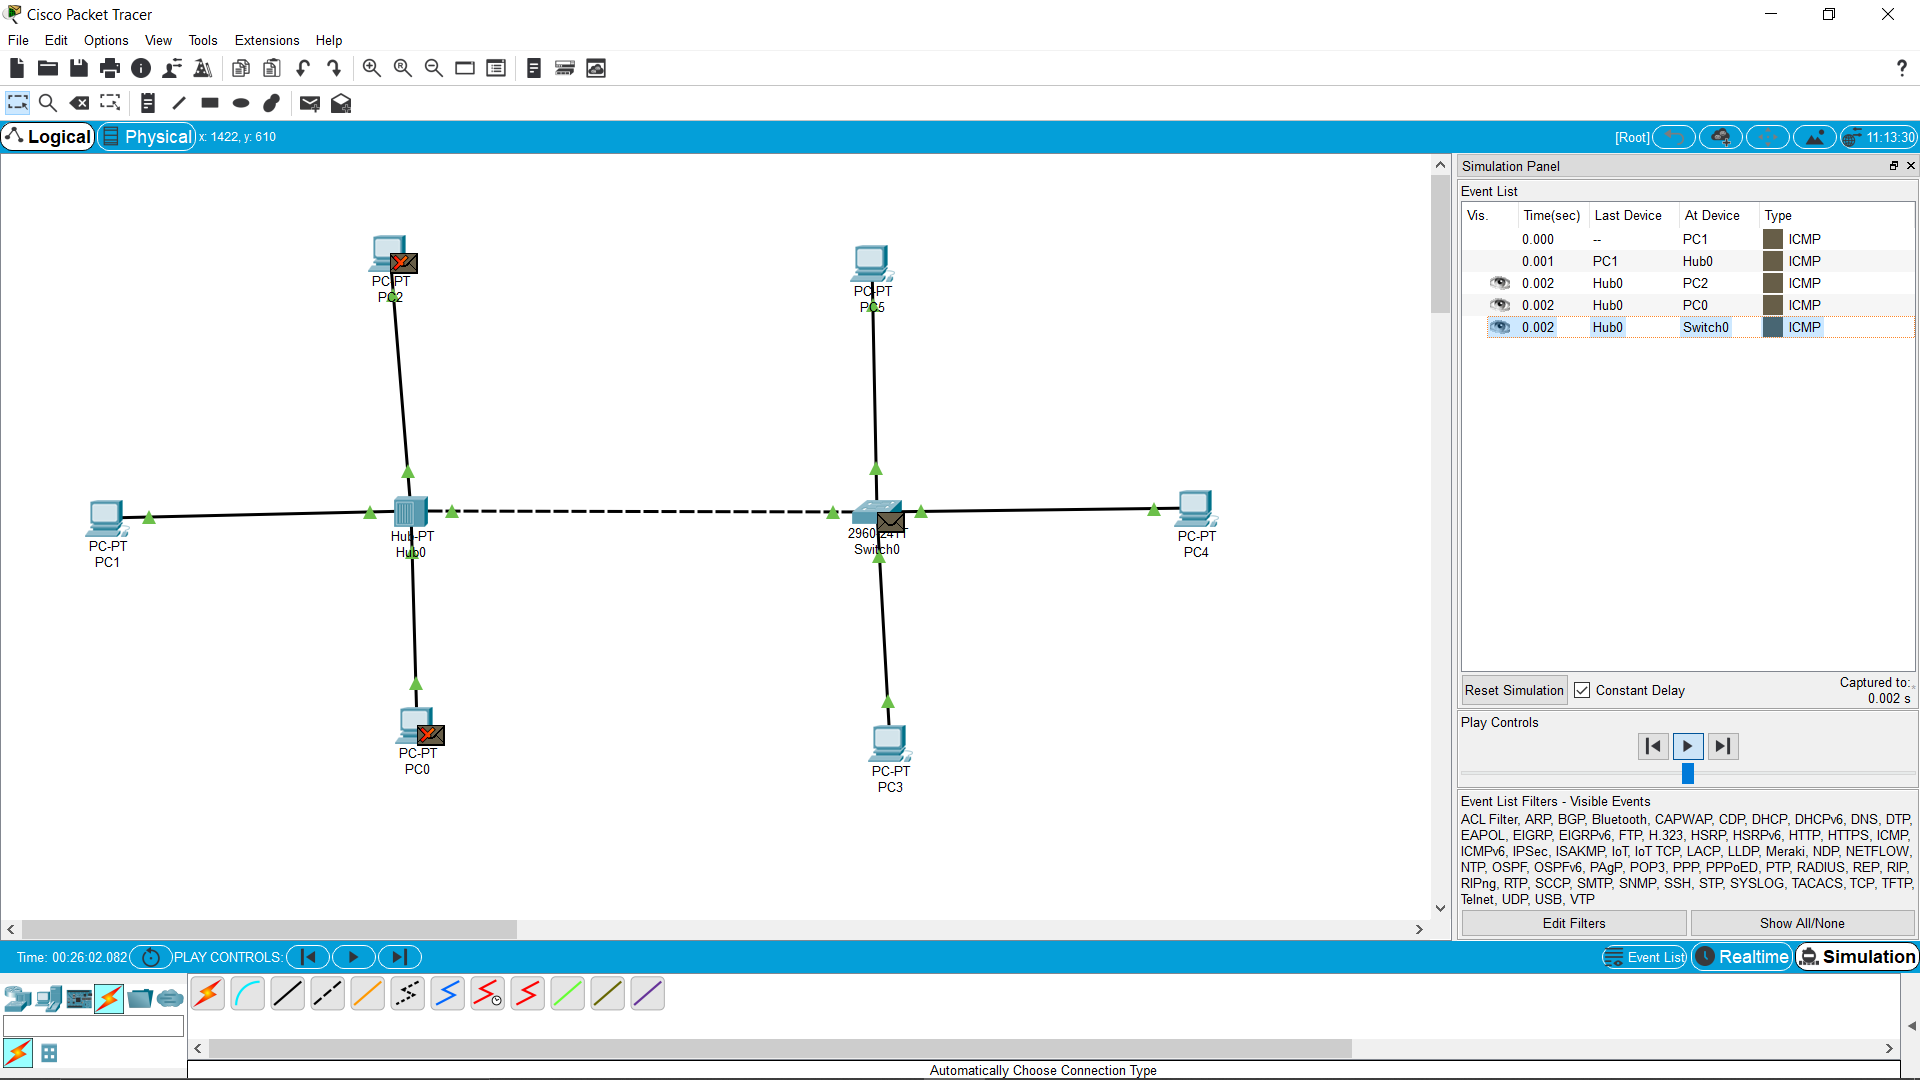 Cisco Packet Tracer
File Edit Options View Tools Extensions Help
Logical Physical x: 1422, y: 610 [Root] 11:13:30
Simulation Panel
Event List
Vis. Time(sec) Last Device At Device Type
0.000 -- PC1 ICMP
0.001 PC1 Hub0 ICMP
0.002 Hub0 PC2 ICMP
0.002 Hub0 PC0 ICMP
0.002 Hub0 Switch0 ICMP
PC-PT
PC2
PC-PT
PC5
PC-PT
PC1
Hub-PT
Hub0
2960-24TT
Switch0
PC-PT
PC4
PC-PT
PC0
PC-PT
PC3
Reset Simulation Constant Delay Captured to:
0.002 s
Play Controls
Event List Filters - Visible Events
ACL Filter, ARP, BGP, Bluetooth, CAPWAP, CDP, DHCP, DHCPv6, DNS, DTP,
EAPOL, EIGRP, EIGRPv6, FTP, H.323, HSRP, HSRPv6, HTTP, HTTPS, ICMP,
ICMPv6, IPSec, ISAKMP, IoT, IoT TCP, LACP, LLDP, Meraki, NDP, NETFLOW,
NTP, OSPF, OSPFv6, PAgP, POP3, PPP, PPPoED, PTP, RADIUS, REP, RIP,
RIPng, RTP, SCCP, SMTP, SNMP, SSH, STP, SYSLOG, TACACS, TCP, TFTP,
Telnet, UDP, USB, VTP
Edit Filters Show All/None
Time: 00:26:02.082 PLAY CONTROLS: Event List Realtime Simulation
Automatically Choose Connection Type